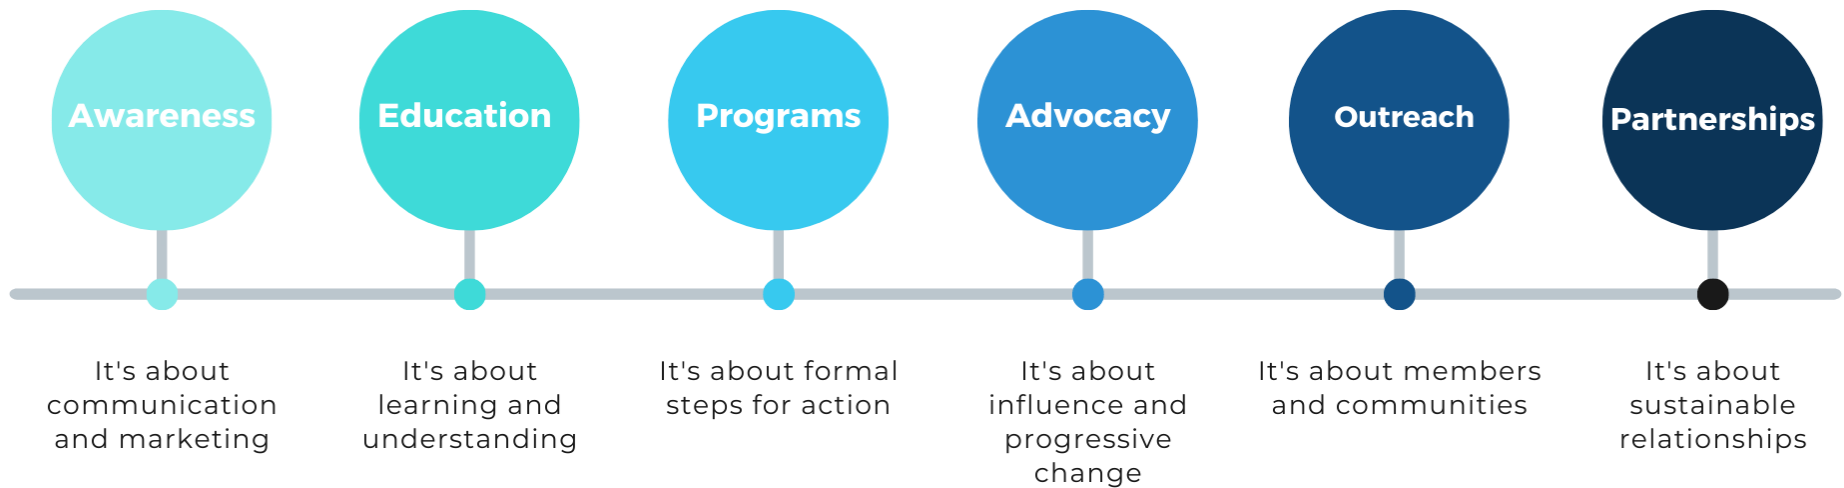 Awareness
Education
Programs
Advocacy
Outreach
Partnerships
It's about
communication
and marketing
It's about
learning and
understanding
It's about formal
steps for action
It's about
influence and
progressive
change
It's about members
and communities
It's about
sustainable
relationships